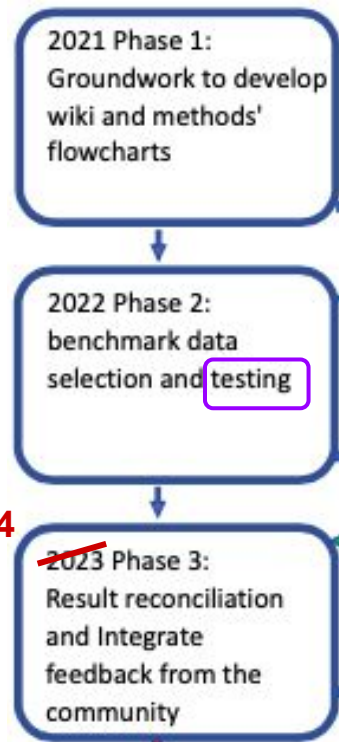 2021 Phase 1:
Groundwork to develop
wiki and methods'
flowcharts
2022 Phase 2:
benchmark data
selection and testing
4
2023 Phase 3:
Result reconciliation
and Integrate
feedback from the
community